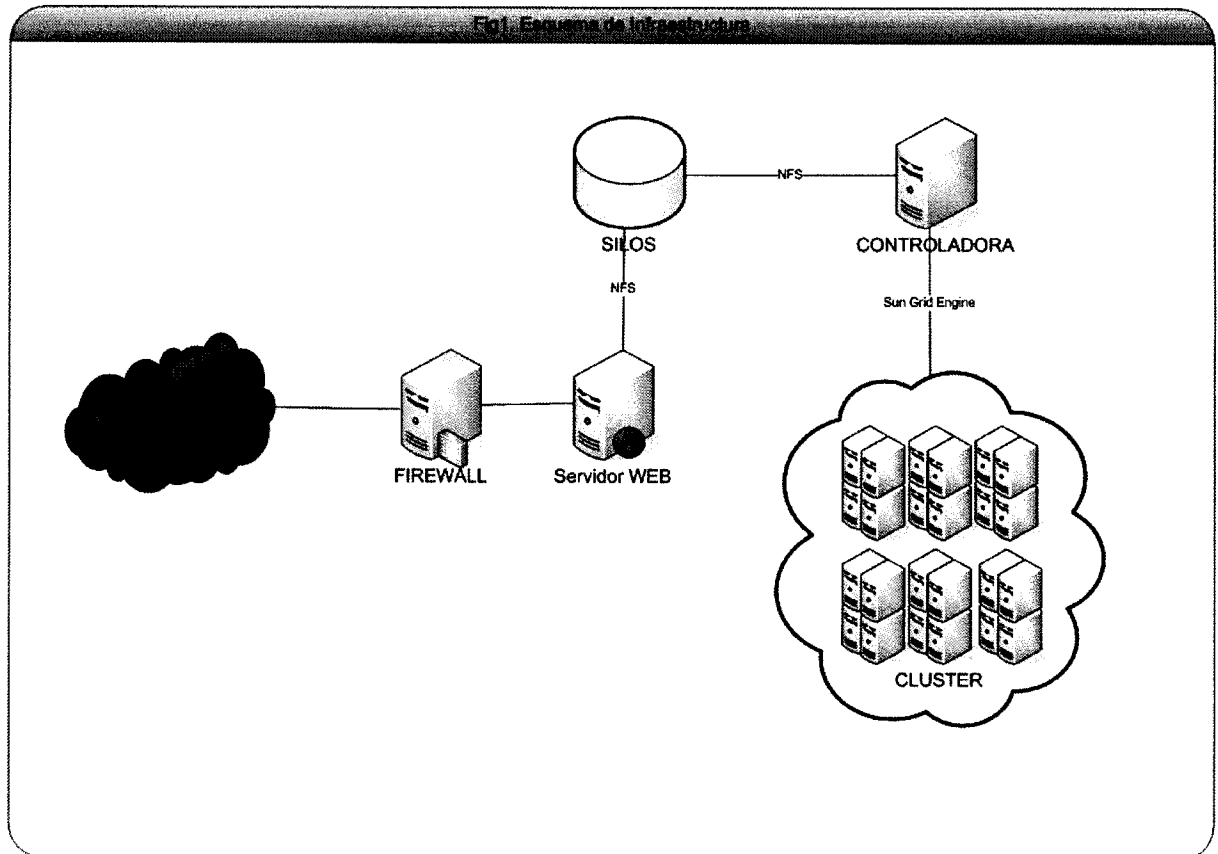 Fig1. Esquema de Infraestructura
SILOS
NFS
CONTROLADORA
NFS
Sun Grid Engine
FIREWALL
Servidor WEB
CLUSTER